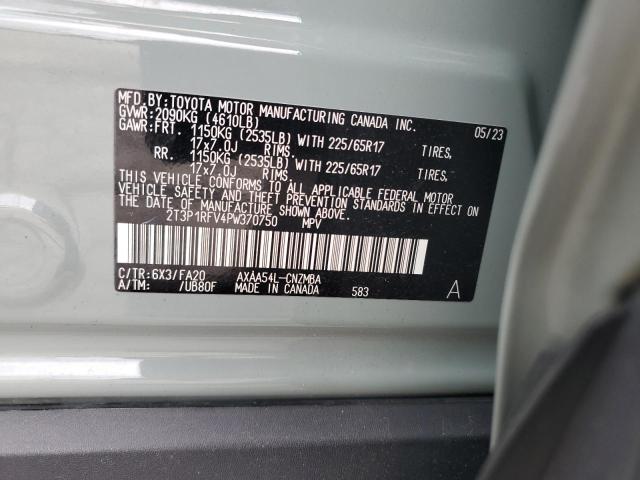 MFD.BY:TOYOTA MOTOR MANUFACTURING CANADA INC. 05/23
GVWR:2090KG (4610LB)
GAWR:FRT. 1150KG (2535LB) WITH 225/65R17 TIRES,
17x7.0J RIMS,
RR. 1150KG (2535LB) WITH 225/65R17 TIRES,
17x7.0J RIMS.
THIS VEHICLE CONFORMS TO ALL APPLICABLE FEDERAL MOTOR
VEHICLE SAFETY AND THEFT PREVENTION STANDARDS IN EFFECT ON
THE DATE OF MANUFACTURE SHOWN ABOVE.
2T3P1RFV4PW370750 MPV
C/TR:6X3/FA20 AXAA54L-CNZMBA
A/TM: /UB80F MADE IN CANADA 583 A